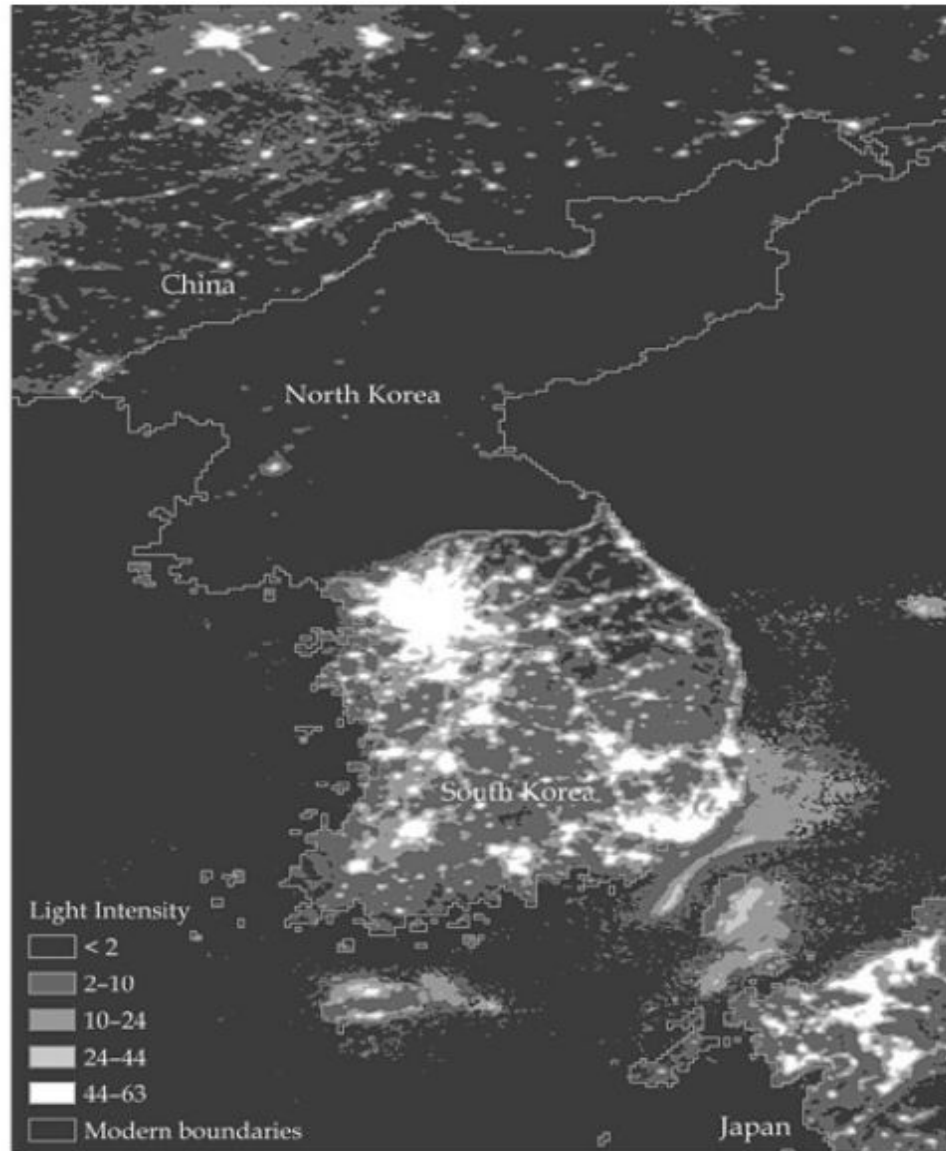 China
North Korea
South Korea
Light Intensity
< 2
2–10
10–24
24–44
44–63
Modern boundaries
Japan